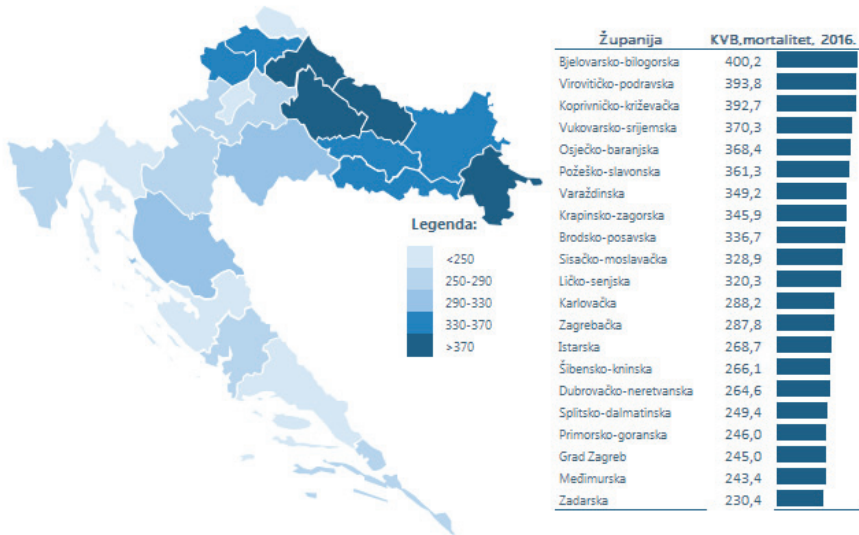 Županija KVB,mortalitet, 2016.
Bjelovarsko-bilogorska 400,2
Virovitičko-podravska 393,8
Koprivničko-križevačka 392,7
Vukovarsko-srijemska 370,3
Osječko-baranjska 368,4
Požeško-slavonska 361,3
Varaždinska 349,2
Krapinsko-zagorska 345,9
Brodsko-posavska 336,7
Sisačko-moslavačka 328,9
Ličko-senjska 320,3
Karlovačka 288,2
Zagrebačka 287,8
Istarska 268,7
Šibensko-kninska 266,1
Dubrovačko-neretvanska 264,6
Splitsko-dalmatinska 249,4
Primorsko-goranska 246,0
Grad Zagreb 245,0
Međimurska 243,4
Zadarska 230,4
Legenda:
<250
250-290
290-330
330-370
>370